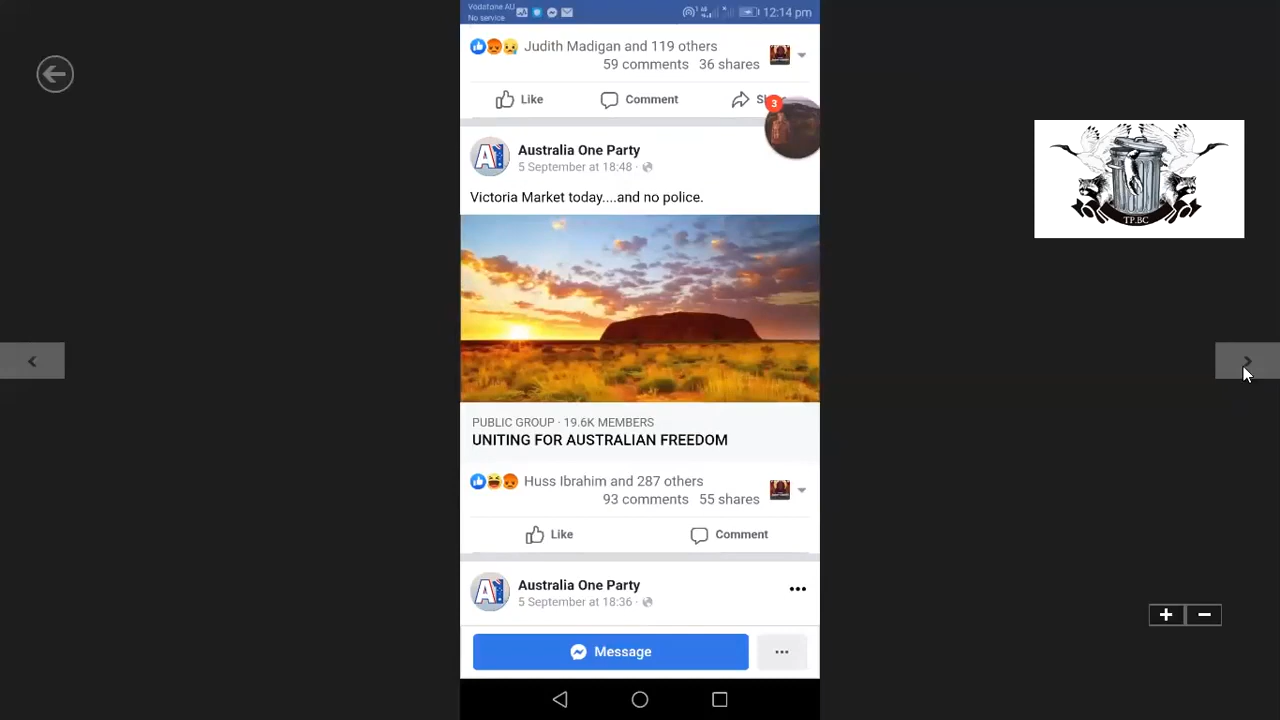 Vodafone AU
No service
12:14 pm
Judith Madigan and 119 others
59 comments 36 shares
Like
Comment
3
Australia One Party
5 September at 18:48
Victoria Market today....and no police.
PUBLIC GROUP · 19.6K MEMBERS
UNITING FOR AUSTRALIAN FREEDOM
Huss Ibrahim and 287 others
93 comments 55 shares
Like
Comment
Australia One Party
5 September at 18:36
Message
TP.BC